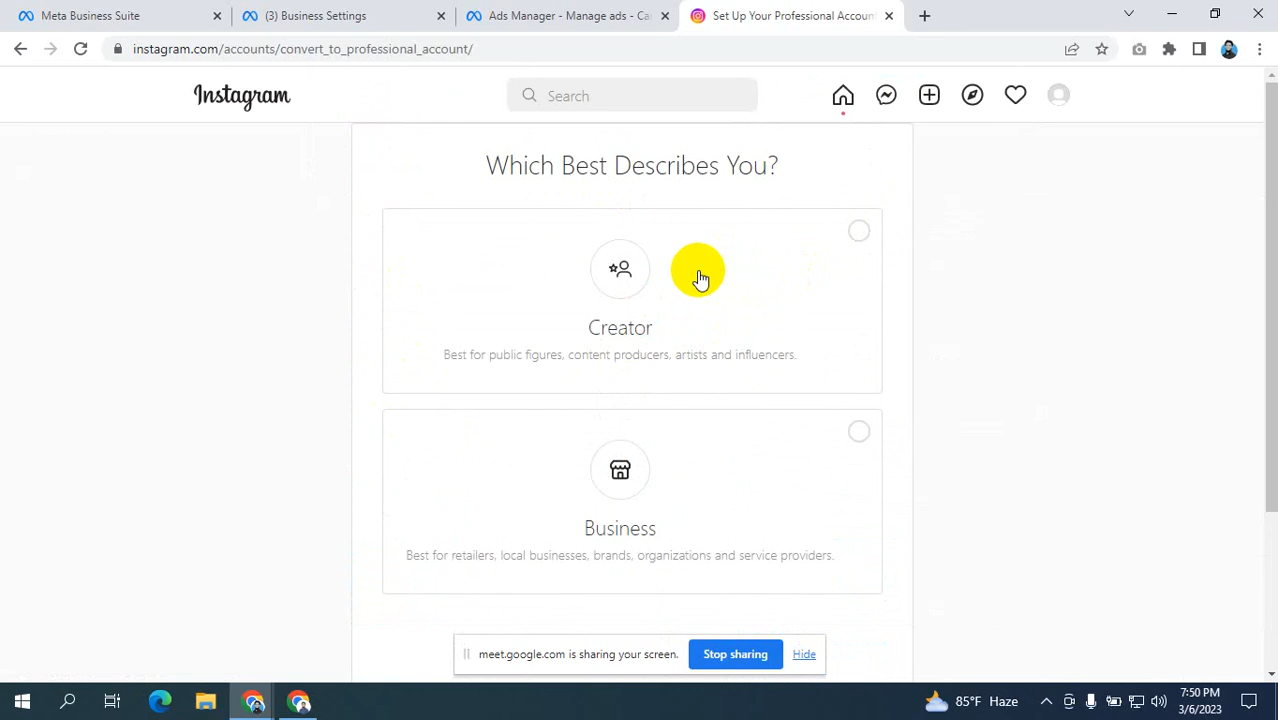 Meta Business Suite
(3) Business Settings
Ads Manager - Manage ads - Ca
Set Up Your Professional Account
instagram.com/accounts/convert_to_professional_account/
Instagram
Search
Which Best Describes You?
Creator
Best for public figures, content producers, artists and influencers.
Business
Best for retailers, local businesses, brands, organizations and service providers.
meet.google.com is sharing your screen.
Stop sharing
Hide
85°F Haze
7:50 PM
3/6/2023